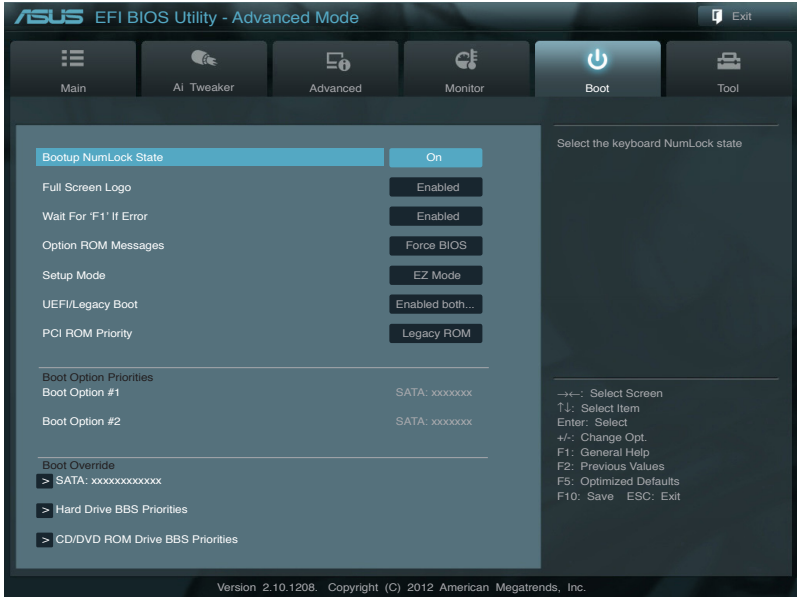 ASUS EFI BIOS Utility - Advanced Mode
Exit
Main
Ai Tweaker
Advanced
Monitor
Boot
Tool
Bootup NumLock State On
Full Screen Logo Enabled
Wait For ‘F1’ If Error Enabled
Option ROM Messages Force BIOS
Setup Mode EZ Mode
UEFI/Legacy Boot Enabled both...
PCI ROM Priority Legacy ROM
Boot Option Priorities
Boot Option #1 SATA: xxxxxxx
Boot Option #2 SATA: xxxxxxx
Boot Override
> SATA: xxxxxxxxxxxx
> Hard Drive BBS Priorities
> CD/DVD ROM Drive BBS Priorities
Select the keyboard NumLock state
→←: Select Screen
↑↓: Select Item
Enter: Select
+/-: Change Opt.
F1: General Help
F2: Previous Values
F5: Optimized Defaults
F10: Save ESC: Exit
Version 2.10.1208. Copyright (C) 2012 American Megatrends, Inc.